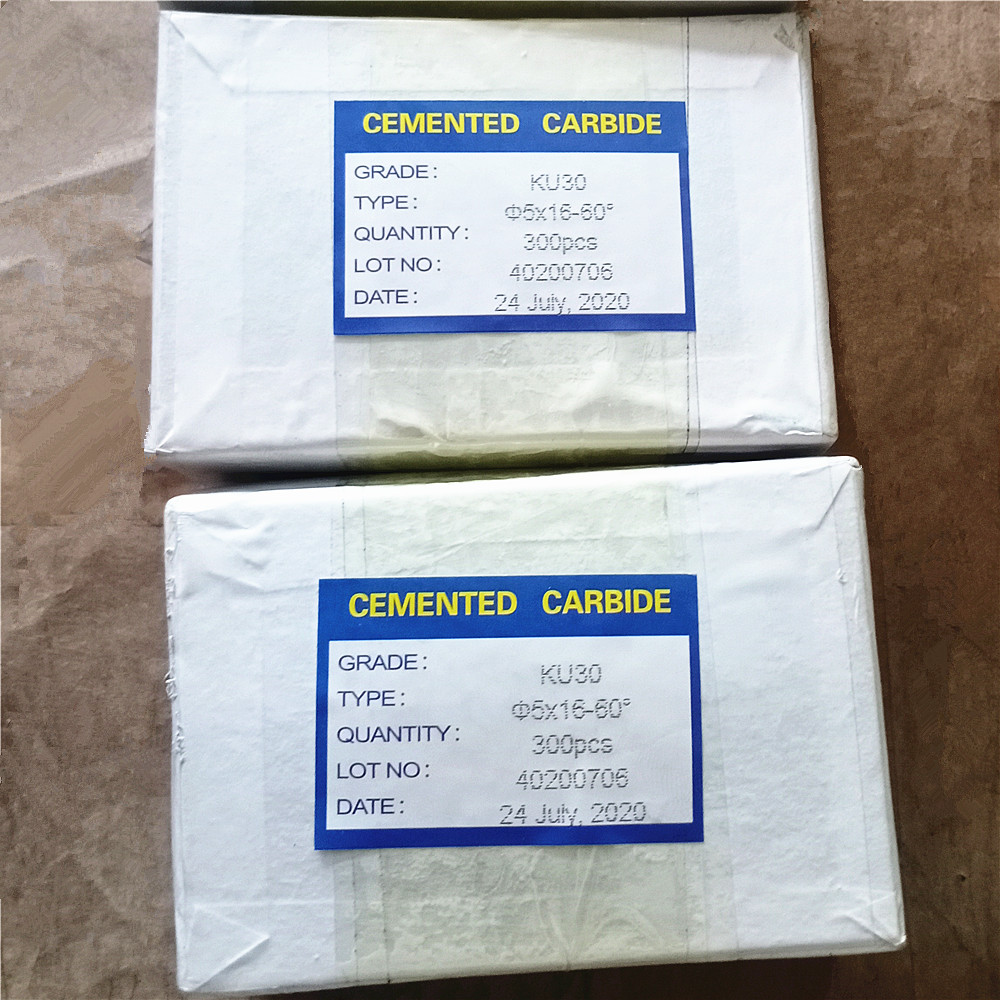 CEMENTED CARBIDE
GRADE: KU30
TYPE: Φ5x16-60°
QUANTITY: 300pcs
LOT NO: 40200706
DATE: 24 July, 2020
CEMENTED CARBIDE
GRADE: KU30
TYPE: Φ5x16-60°
QUANTITY: 300pcs
LOT NO: 40200706
DATE: 24 July, 2020